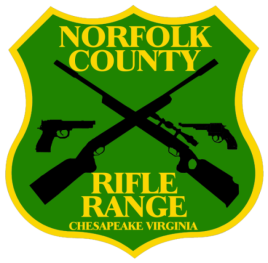 NORFOLK
COUNTY
RIFLE
RANGE
CHESAPEAKE VIRGINIA